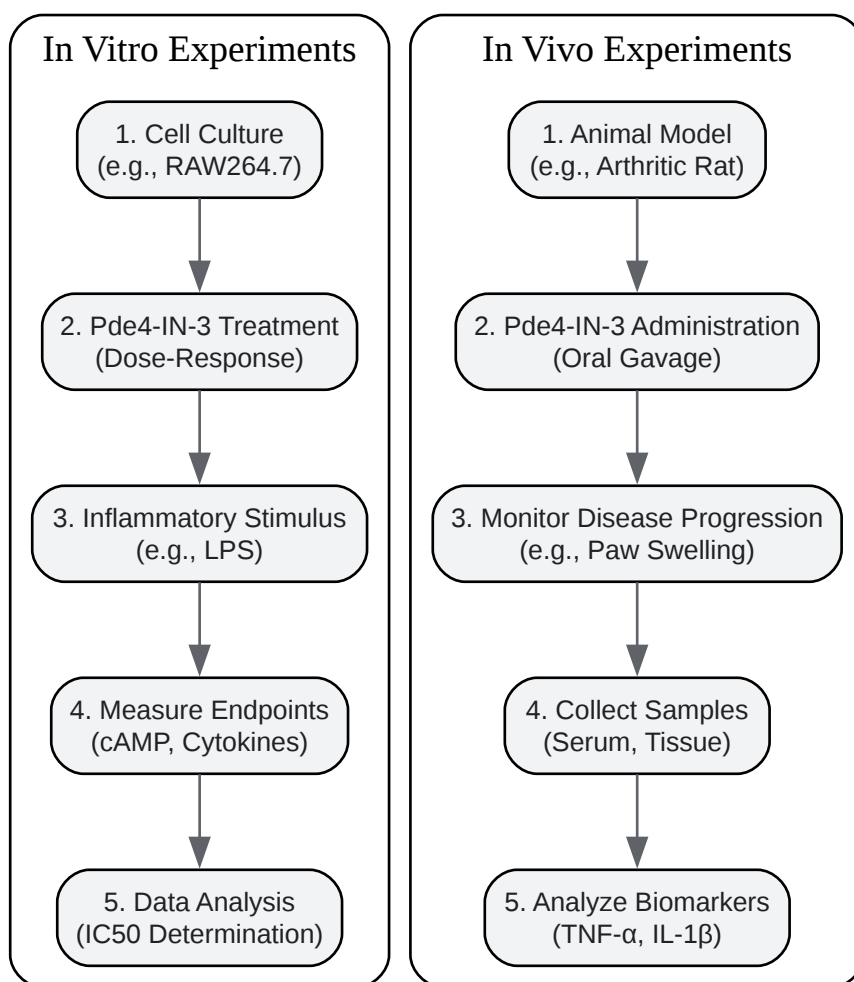 In Vitro Experiments
1. Cell Culture
(e.g., RAW264.7)
2. Pde4-IN-3 Treatment
(Dose-Response)
3. Inflammatory Stimulus
(e.g., LPS)
4. Measure Endpoints
(cAMP, Cytokines)
5. Data Analysis
(IC50 Determination)
In Vivo Experiments
1. Animal Model
(e.g., Arthritic Rat)
2. Pde4-IN-3 Administration
(Oral Gavage)
3. Monitor Disease Progression
(e.g., Paw Swelling)
4. Collect Samples
(Serum, Tissue)
5. Analyze Biomarkers
(TNF-α, IL-1β)